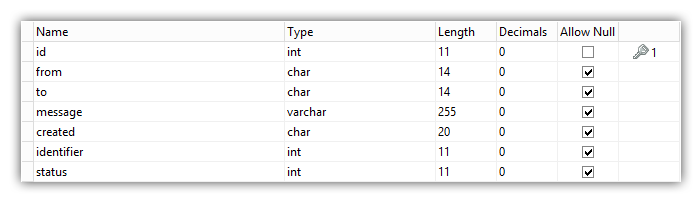 Name Type Length Decimals Allow Null
id int 11 0 1
from char 14 0
to char 14 0
message varchar 255 0
created char 20 0
identifier int 11 0
status int 11 0